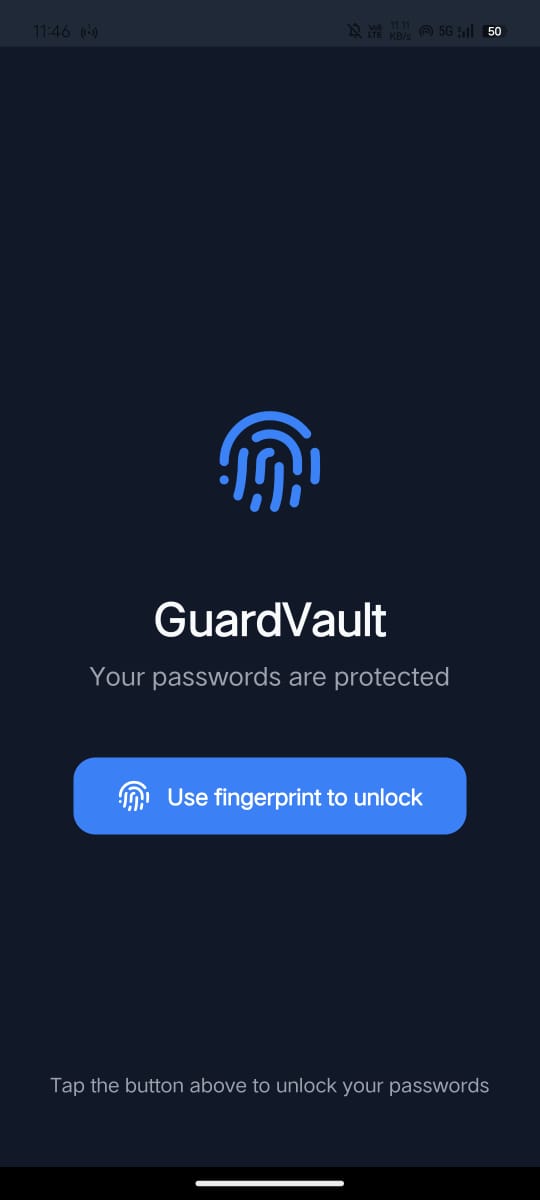 11:46
Vo)) LTE 11.11 KB/s 5G 50
GuardVault
Your passwords are protected
Use fingerprint to unlock
Tap the button above to unlock your passwords